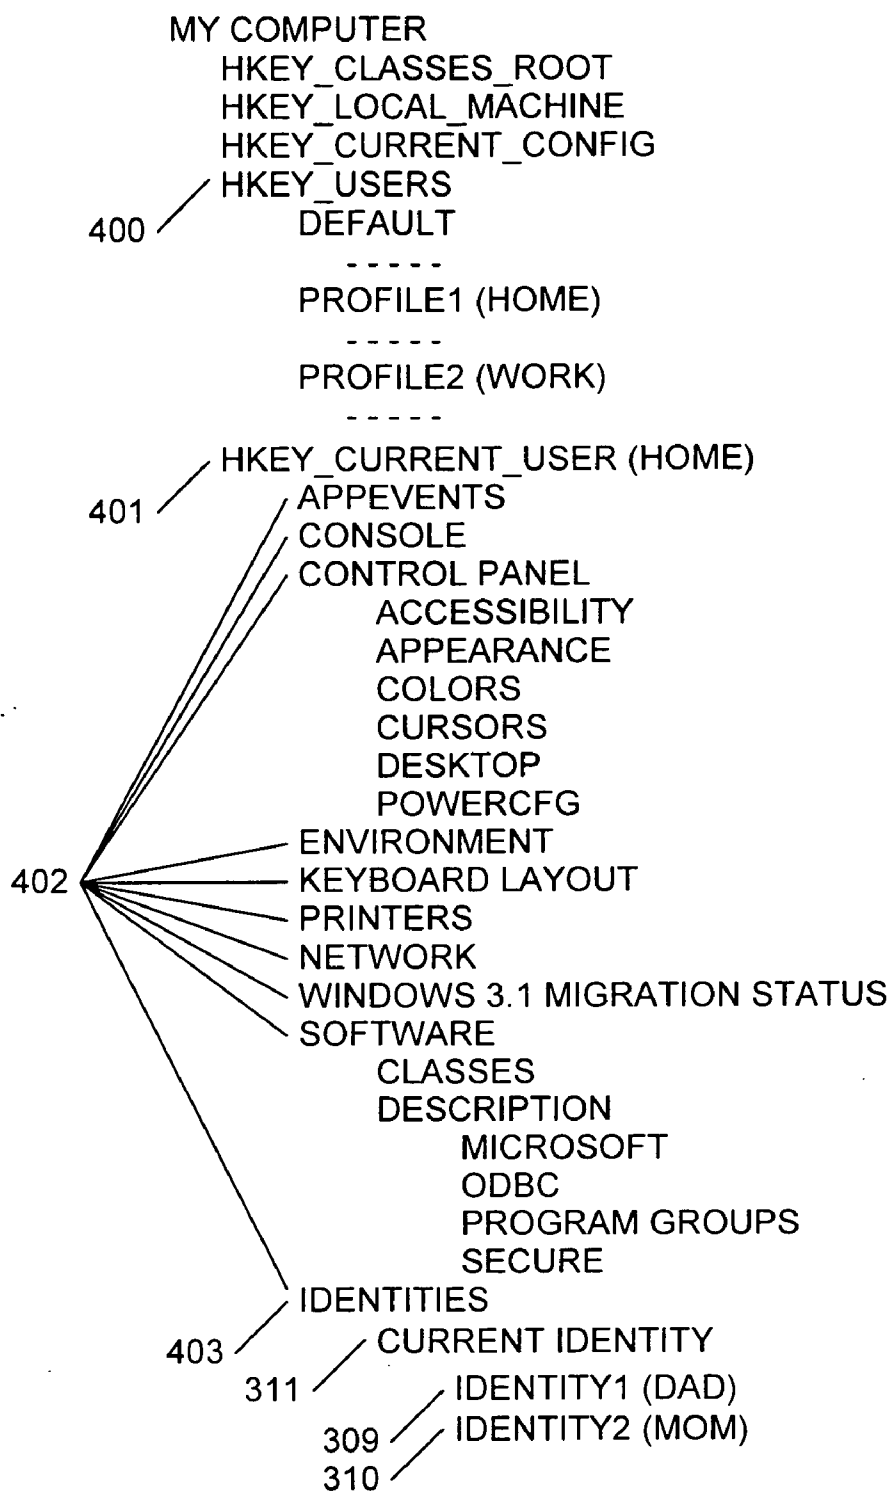 MY COMPUTER
HKEY_CLASSES_ROOT
HKEY_LOCAL_MACHINE
HKEY_CURRENT_CONFIG
HKEY_USERS
400
DEFAULT
- - - - -
PROFILE1 (HOME)
- - - - -
PROFILE2 (WORK)
- - - - -
HKEY_CURRENT_USER (HOME)
401
APPEVENTS
CONSOLE
CONTROL PANEL
ACCESSIBILITY
APPEARANCE
COLORS
CURSORS
DESKTOP
POWERCFG
ENVIRONMENT
402
KEYBOARD LAYOUT
PRINTERS
NETWORK
WINDOWS 3.1 MIGRATION STATUS
SOFTWARE
CLASSES
DESCRIPTION
MICROSOFT
ODBC
PROGRAM GROUPS
SECURE
IDENTITIES
403
CURRENT IDENTITY
311
IDENTITY1 (DAD)
309
IDENTITY2 (MOM)
310